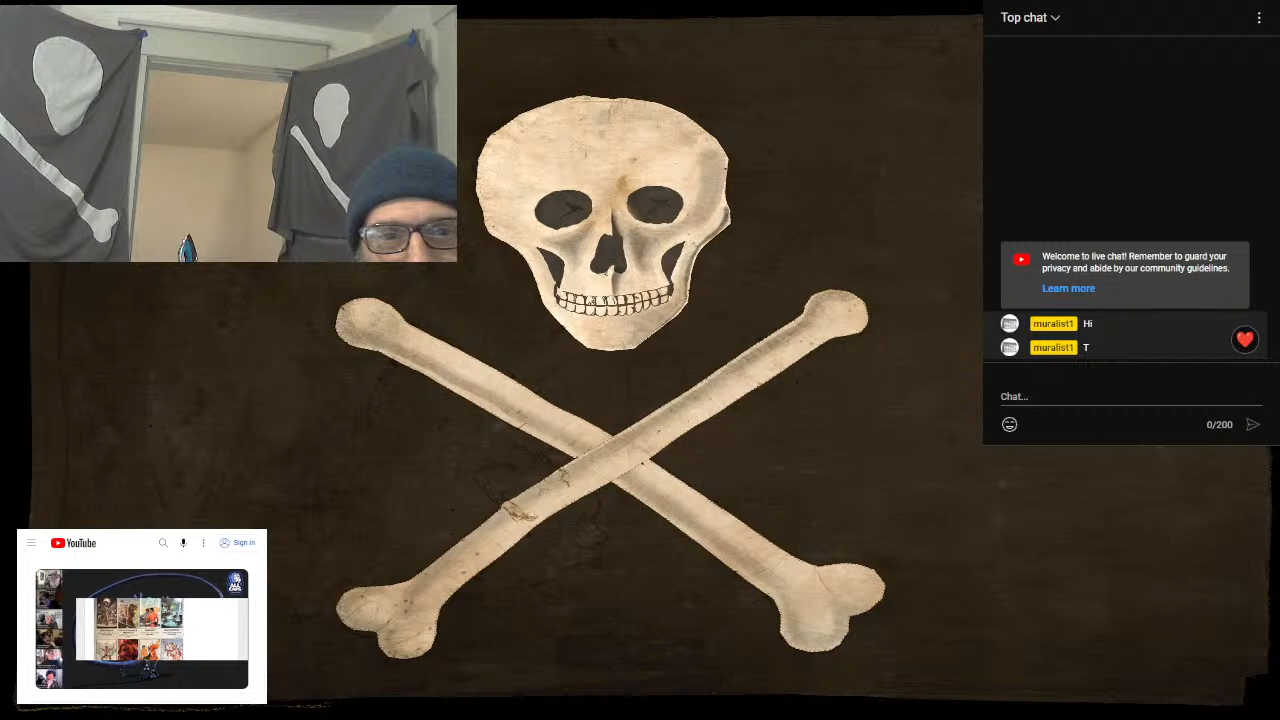 Top chat
Welcome to live chat! Remember to guard your
privacy and abide by our community guidelines.
Learn more
muralist1 Hi
muralist1 T
Chat...
0/200
YouTube
Sign in